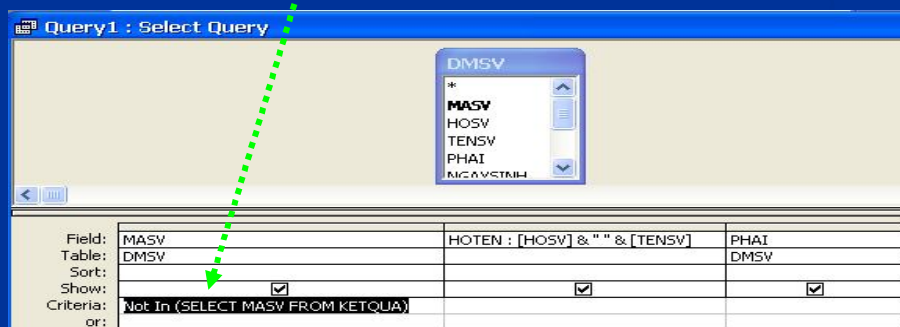 Query1 : Select Query
DMSV
*
MASV
HOSV
TENSV
PHAI
NGAYSINH
Field: MASV HOTEN : [HOSV] & " " & [TENSV] PHAI
Table: DMSV DMSV
Sort:
Show:
Criteria: Not In (SELECT MASV FROM KETQUA)
or: